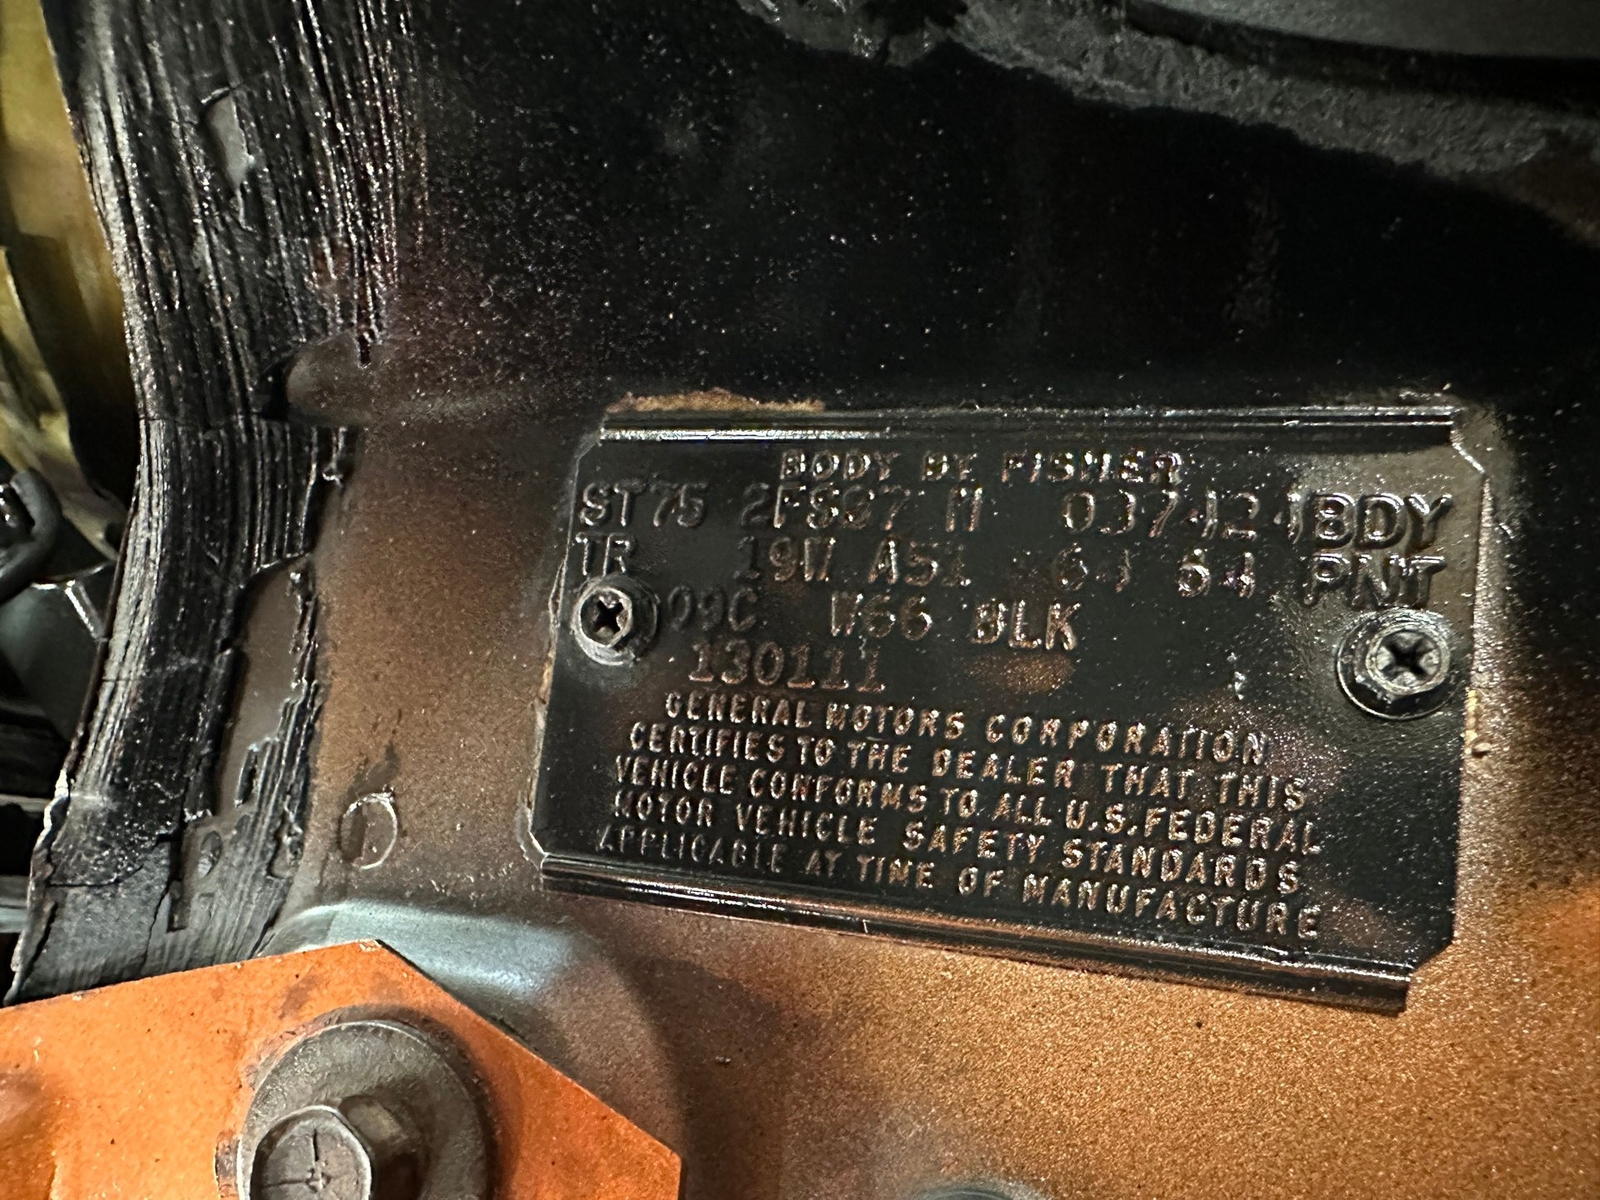 BODY BY FISHER
ST 75 2FS87 N 037424 BDY
TR 19W A51 64 64 PNT
09C W66 BLK
130111
GENERAL MOTORS CORPORATION
CERTIFIES TO THE DEALER THAT THIS
VEHICLE CONFORMS TO ALL U.S. FEDERAL
MOTOR VEHICLE SAFETY STANDARDS
APPLICABLE AT TIME OF MANUFACTURE